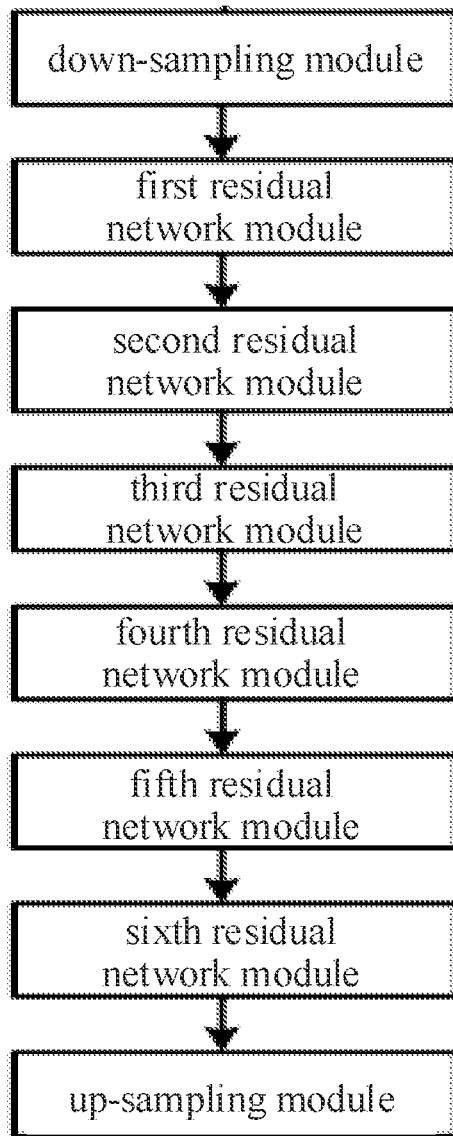 down-sampling module
first residual
network module
second residual
network module
third residual
network module
fourth residual
network module
fifth residual
network module
sixth residual
network module
up-sampling module